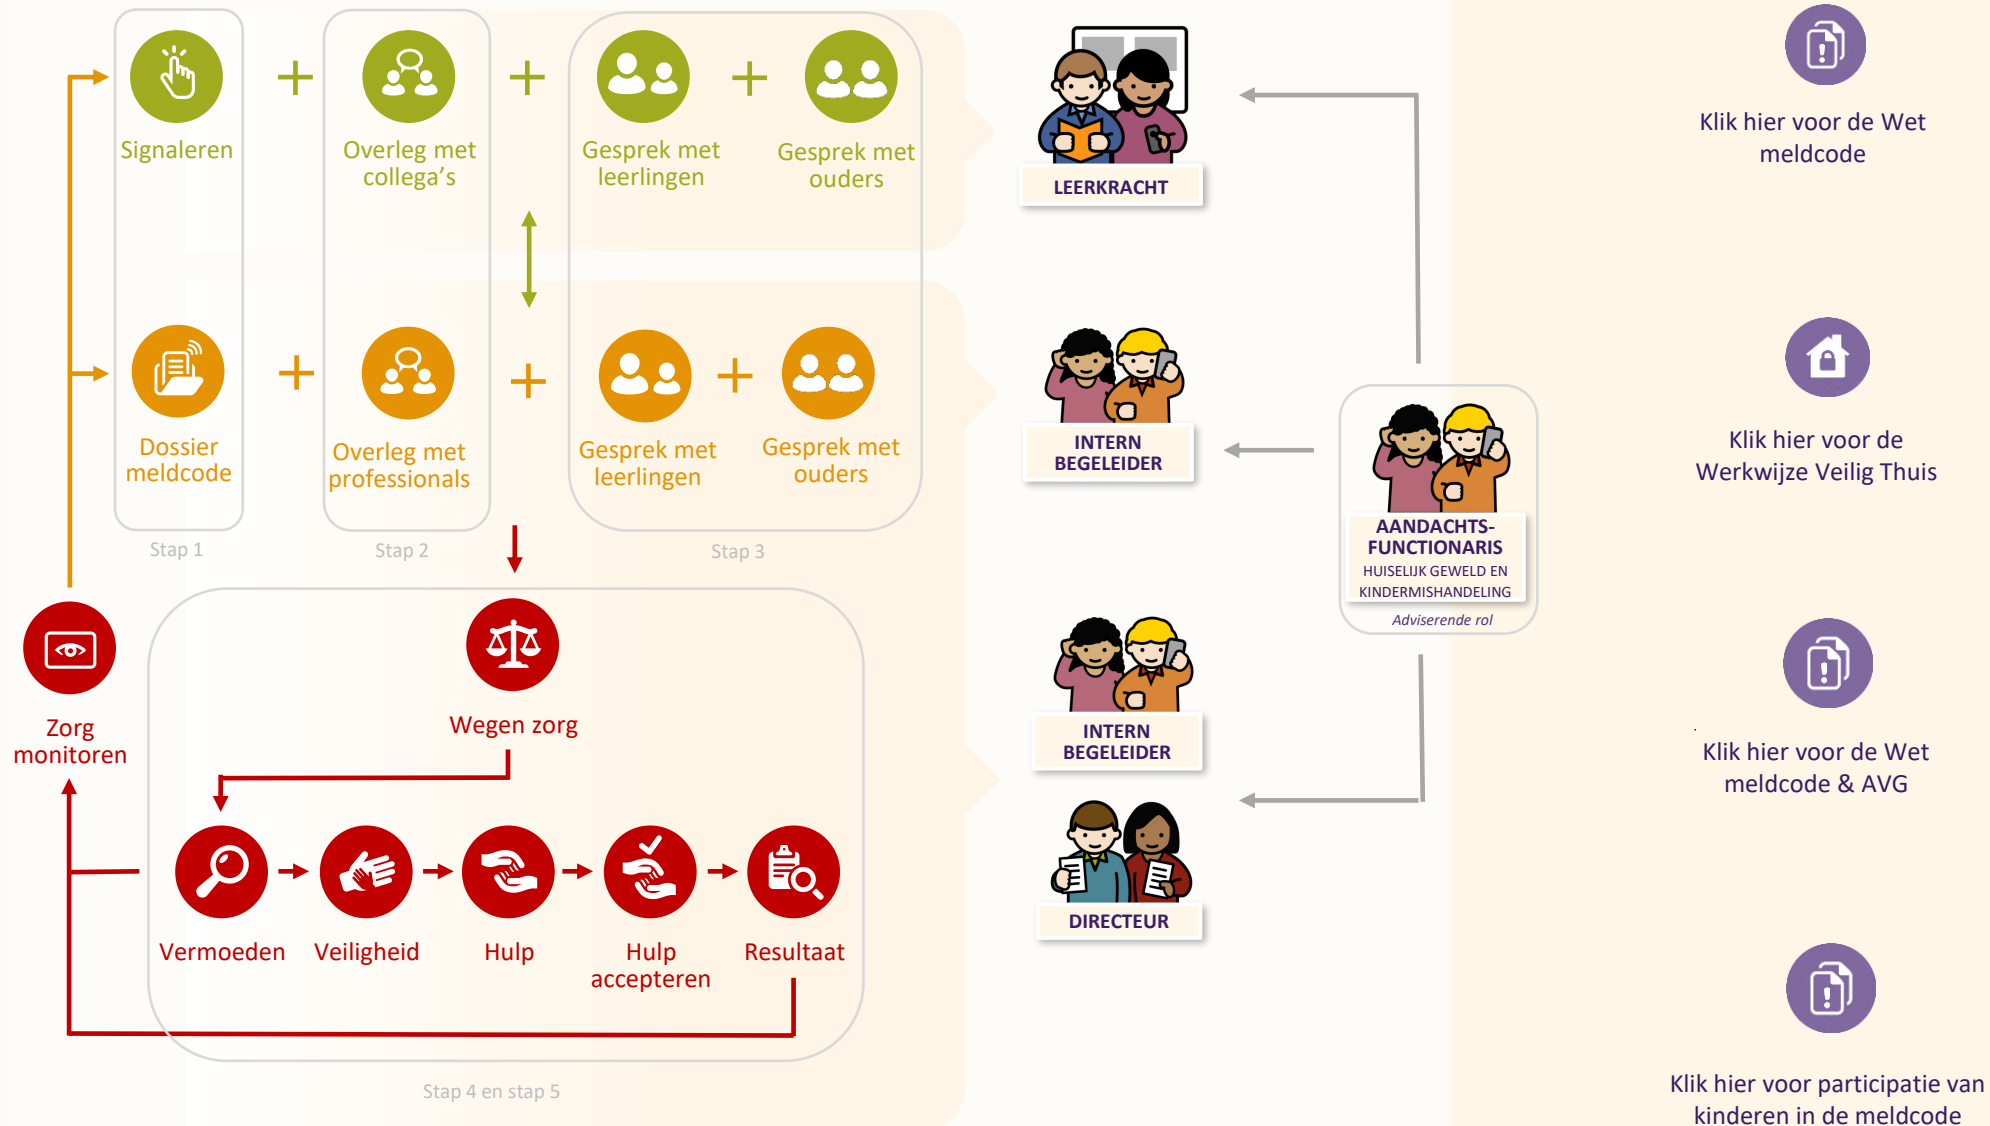 Signaleren
Overleg met
collega's
Gesprek met
leerlingen
Gesprek met
ouders
LEERKRACHT
Dossier
meldcode
Overleg met
professionals
Gesprek met
leerlingen
Gesprek met
ouders
INTERN
BEGELEIDER
Stap 1
Stap 2
Stap 3
AANDACHTS-
FUNCTIONARIS
HUISELIJK GEWELD EN
KINDERMISHANDELING
Adviserende rol
Zorg
monitoren
Wegen zorg
INTERN
BEGELEIDER
Vermoeden
Veiligheid
Hulp
Hulp
accepteren
Resultaat
DIRECTEUR
Stap 4 en stap 5
Klik hier voor de Wet
meldcode
Klik hier voor de
Werkwijze Veilig Thuis
Klik hier voor de Wet
meldcode & AVG
Klik hier voor participatie van
kinderen in de meldcode